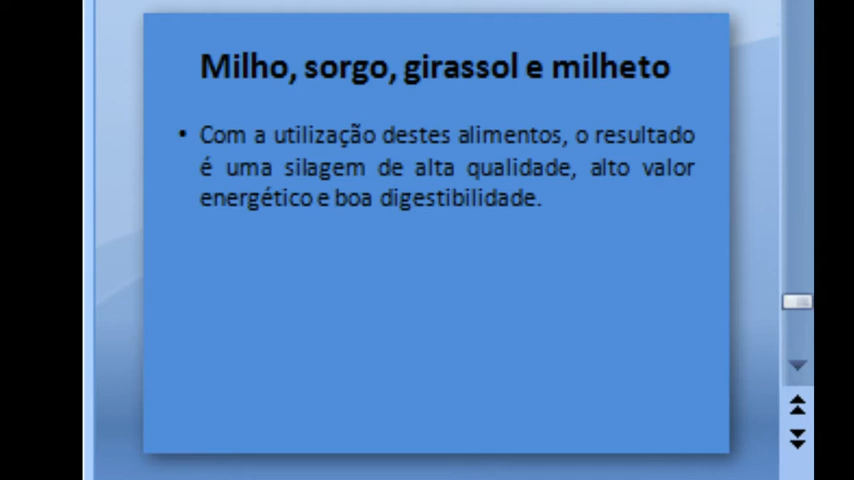 Milho, sorgo, girassol e milheto
• Com a utilização destes alimentos, o resultado
é uma silagem de alta qualidade, alto valor
energético e boa digestibilidade.